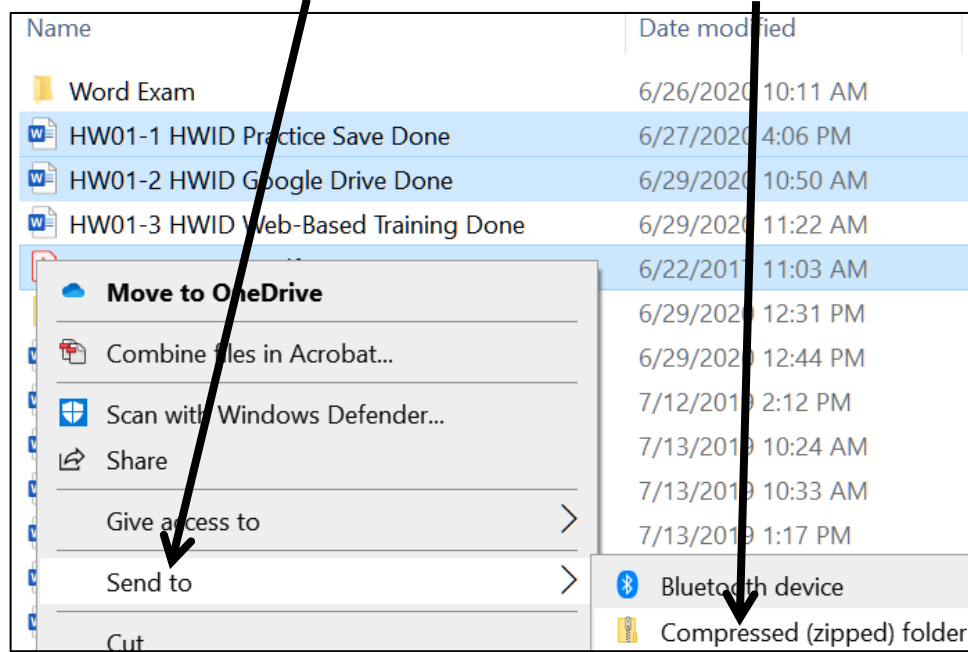 Name Date modified
Word Exam 6/26/2020 10:11 AM
HW01-1 HWID Practice Save Done 6/27/2020 4:06 PM
HW01-2 HWID Google Drive Done 6/29/2020 10:50 AM
HW01-3 HWID Web-Based Training Done 6/29/2020 11:22 AM
6/22/2017 11:03 AM
Move to OneDrive
6/29/2020 12:31 PM
Combine files in Acrobat... 6/29/2020 12:44 PM
Scan with Windows Defender... 7/12/2019 2:12 PM
Share 7/13/2019 10:24 AM
7/13/2019 10:33 AM
Give access to 7/13/2019 1:17 PM
Send to Bluetooth device
Cut Compressed (zipped) folder